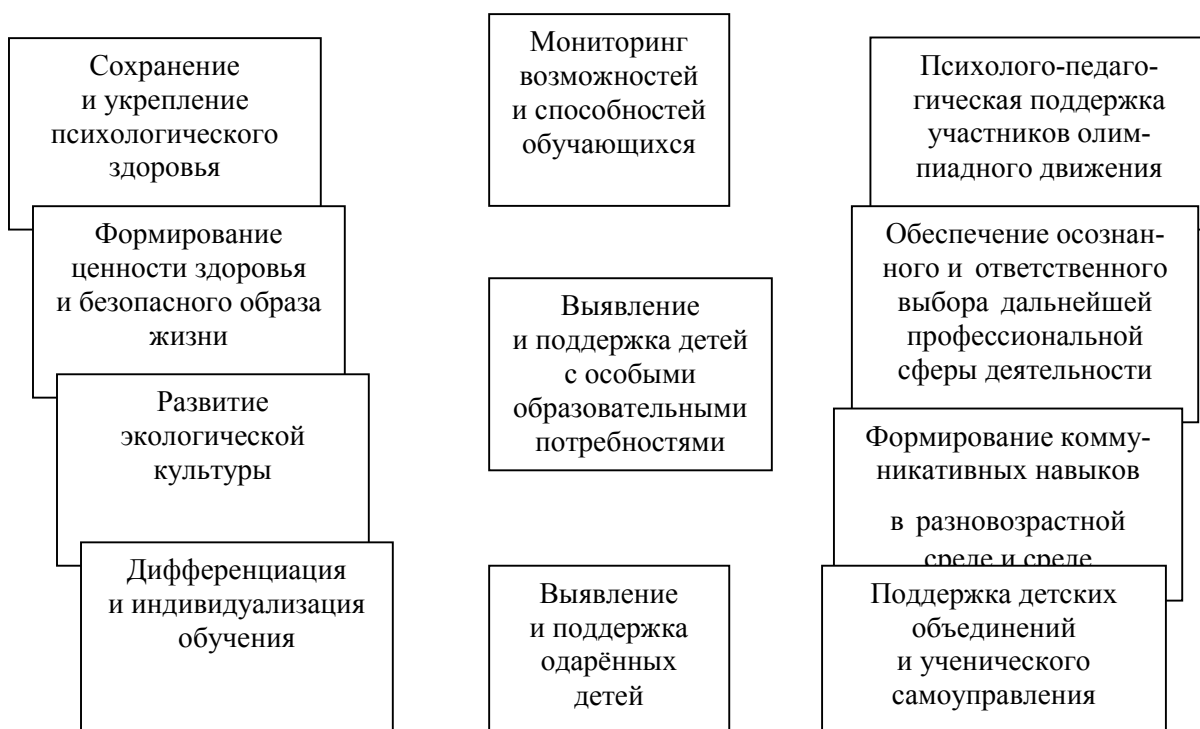 Сохранение
и укрепление
психологического
здоровья
Формирование
ценности здоровья
и безопасного образа
жизни
Развитие
экологической
культуры
Дифференциация
и индивидуализация
обучения
Мониторинг
возможностей
и способностей
обучающихся
Выявление
и поддержка детей
с особыми
образовательными
потребностями
Выявление
и поддержка
одарённых
детей
Психолого-педаго-
гическая поддержка
участников олим-
пиадного движения
Обеспечение осознан-
ного и ответственного
выбора дальнейшей
профессиональной
сферы деятельности
Формирование комму-
никативных навыков
в разновозрастной
среде и среде
Поддержка детских
объединений
и ученического
самоуправления